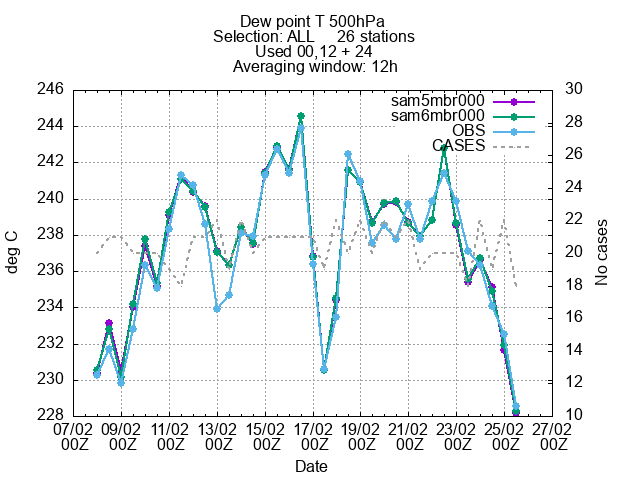 Dew point T 500hPa
Selection: ALL 26 stations
Used 00,12 + 24
Averaging window: 12h
sam5mbr000
sam6mbr000
OBS
CASES
deg C
246
244
242
240
238
236
234
232
230
228
No cases
30
28
26
24
22
20
18
16
14
12
10
07/02 09/02 11/02 13/02 15/02 17/02 19/02 21/02 23/02 25/02 27/02
00Z 00Z 00Z 00Z 00Z 00Z 00Z 00Z 00Z 00Z 00Z
Date